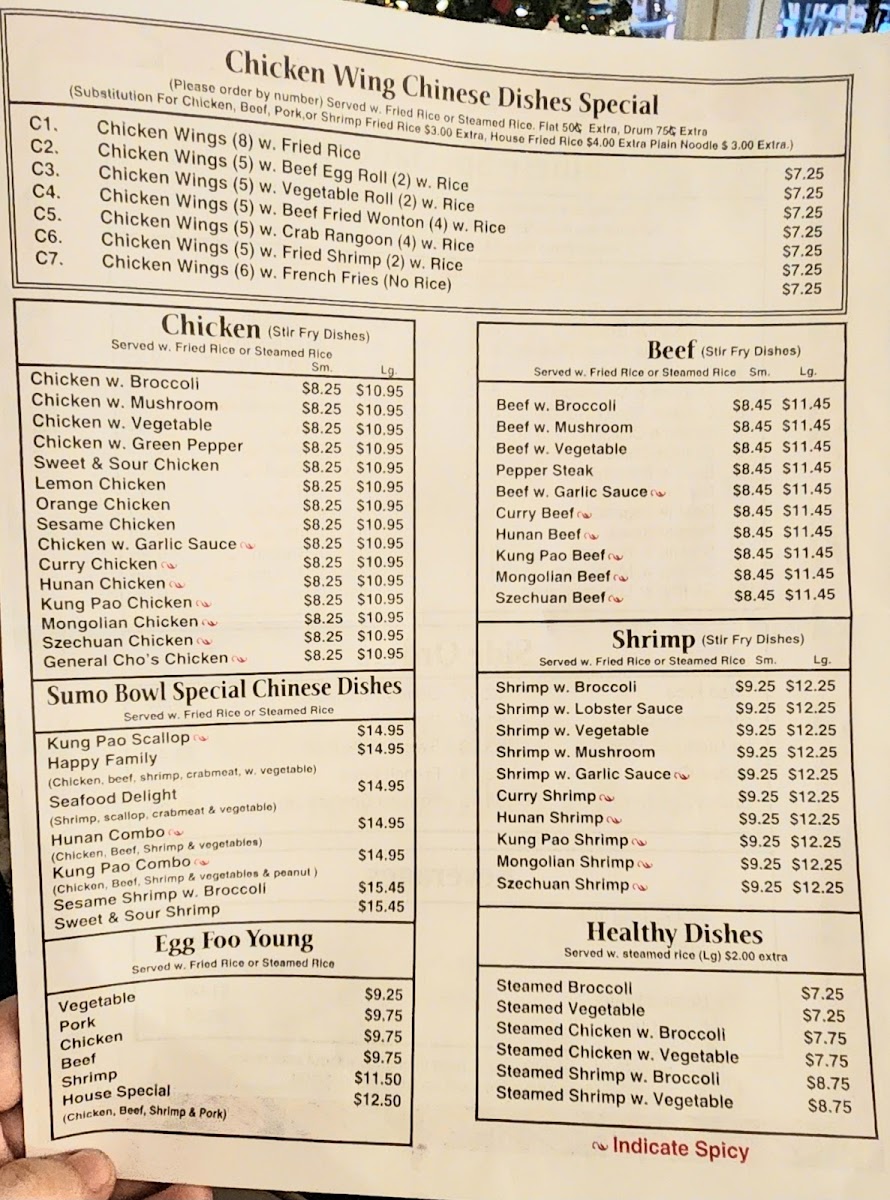 Chicken Wing Chinese Dishes Special
(Please order by number) Served w. Fried Rice or Steamed Rice. Flat 50¢ Extra, Drum 75¢ Extra
(Substitution For Chicken, Beef, Pork,or Shrimp Fried Rice $3.00 Extra, House Fried Rice $4.00 Extra Plain Noodle $ 3.00 Extra.)
C1. Chicken Wings (8) w. Fried Rice $7.25
C2. Chicken Wings (5) w. Beef Egg Roll (2) w. Rice $7.25
C3. Chicken Wings (5) w. Vegetable Roll (2) w. Rice $7.25
C4. Chicken Wings (5) w. Beef Fried Wonton (4) w. Rice $7.25
C5. Chicken Wings (5) w. Crab Rangoon (4) w. Rice $7.25
C6. Chicken Wings (5) w. Fried Shrimp (2) w. Rice $7.25
C7. Chicken Wings (6) w. French Fries (No Rice) $7.25
Chicken (Stir Fry Dishes)
Served w. Fried Rice or Steamed Rice
Sm. Lg.
Chicken w. Broccoli $8.25 $10.95
Chicken w. Mushroom $8.25 $10.95
Chicken w. Vegetable $8.25 $10.95
Chicken w. Green Pepper $8.25 $10.95
Sweet & Sour Chicken $8.25 $10.95
Lemon Chicken $8.25 $10.95
Orange Chicken $8.25 $10.95
Sesame Chicken $8.25 $10.95
Chicken w. Garlic Sauce $8.25 $10.95
Curry Chicken $8.25 $10.95
Hunan Chicken $8.25 $10.95
Kung Pao Chicken $8.25 $10.95
Mongolian Chicken $8.25 $10.95
Szechuan Chicken $8.25 $10.95
General Cho's Chicken $8.25 $10.95
Sumo Bowl Special Chinese Dishes
Served w. Fried Rice or Steamed Rice
Kung Pao Scallop $14.95
Happy Family $14.95
(Chicken, beef, shrimp, crabmeat, w. vegetable)
Seafood Delight $14.95
(Shrimp, scallop, crabmeat & vegetable)
Hunan Combo $14.95
(Chicken, Beef, Shrimp & vegetables)
Kung Pao Combo $14.95
(Chicken, Beef, Shrimp & vegetables & peanut )
Sesame Shrimp w. Broccoli $15.45
Sweet & Sour Shrimp $15.45
Egg Foo Young
Served w. Fried Rice or Steamed Rice
Vegetable $9.25
Pork $9.75
Chicken $9.75
Beef $9.75
Shrimp $11.50
House Special $12.50
(Chicken, Beef, Shrimp & Pork)
Beef (Stir Fry Dishes)
Served w. Fried Rice or Steamed Rice Sm. Lg.
Beef w. Broccoli $8.45 $11.45
Beef w. Mushroom $8.45 $11.45
Beef w. Vegetable $8.45 $11.45
Pepper Steak $8.45 $11.45
Beef w. Garlic Sauce $8.45 $11.45
Curry Beef $8.45 $11.45
Hunan Beef $8.45 $11.45
Kung Pao Beef $8.45 $11.45
Mongolian Beef $8.45 $11.45
Szechuan Beef $8.45 $11.45
Shrimp (Stir Fry Dishes)
Served w. Fried Rice or Steamed Rice Sm. Lg.
Shrimp w. Broccoli $9.25 $12.25
Shrimp w. Lobster Sauce $9.25 $12.25
Shrimp w. Vegetable $9.25 $12.25
Shrimp w. Mushroom $9.25 $12.25
Shrimp w. Garlic Sauce $9.25 $12.25
Curry Shrimp $9.25 $12.25
Hunan Shrimp $9.25 $12.25
Kung Pao Shrimp $9.25 $12.25
Mongolian Shrimp $9.25 $12.25
Szechuan Shrimp $9.25 $12.25
Healthy Dishes
Served w. steamed rice (Lg) $2.00 extra
Steamed Broccoli $7.25
Steamed Vegetable $7.25
Steamed Chicken w. Broccoli $7.75
Steamed Chicken w. Vegetable $7.75
Steamed Shrimp w. Broccoli $8.75
Steamed Shrimp w. Vegetable $8.75
Indicate Spicy